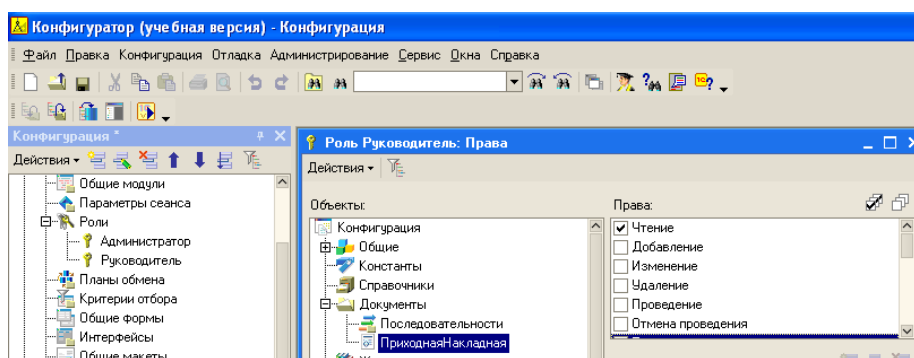 Конфигуратор (учебная версия) - Конфигурация
Файл Правка Конфигурация Отладка Администрирование Сервис Окна Справка
Конфигурация *
Действия
Общие модули
Параметры сеанса
Роли
Администратор
Руководитель
Планы обмена
Критерии отбора
Общие формы
Интерфейсы
Общие макеты
Роль Руководитель: Права
Действия
Объекты:
Конфигурация
Общие
Константы
Справочники
Документы
Последовательности
ПриходнаяНакладная
Права:
Чтение
Добавление
Изменение
Удаление
Проведение
Отмена проведения